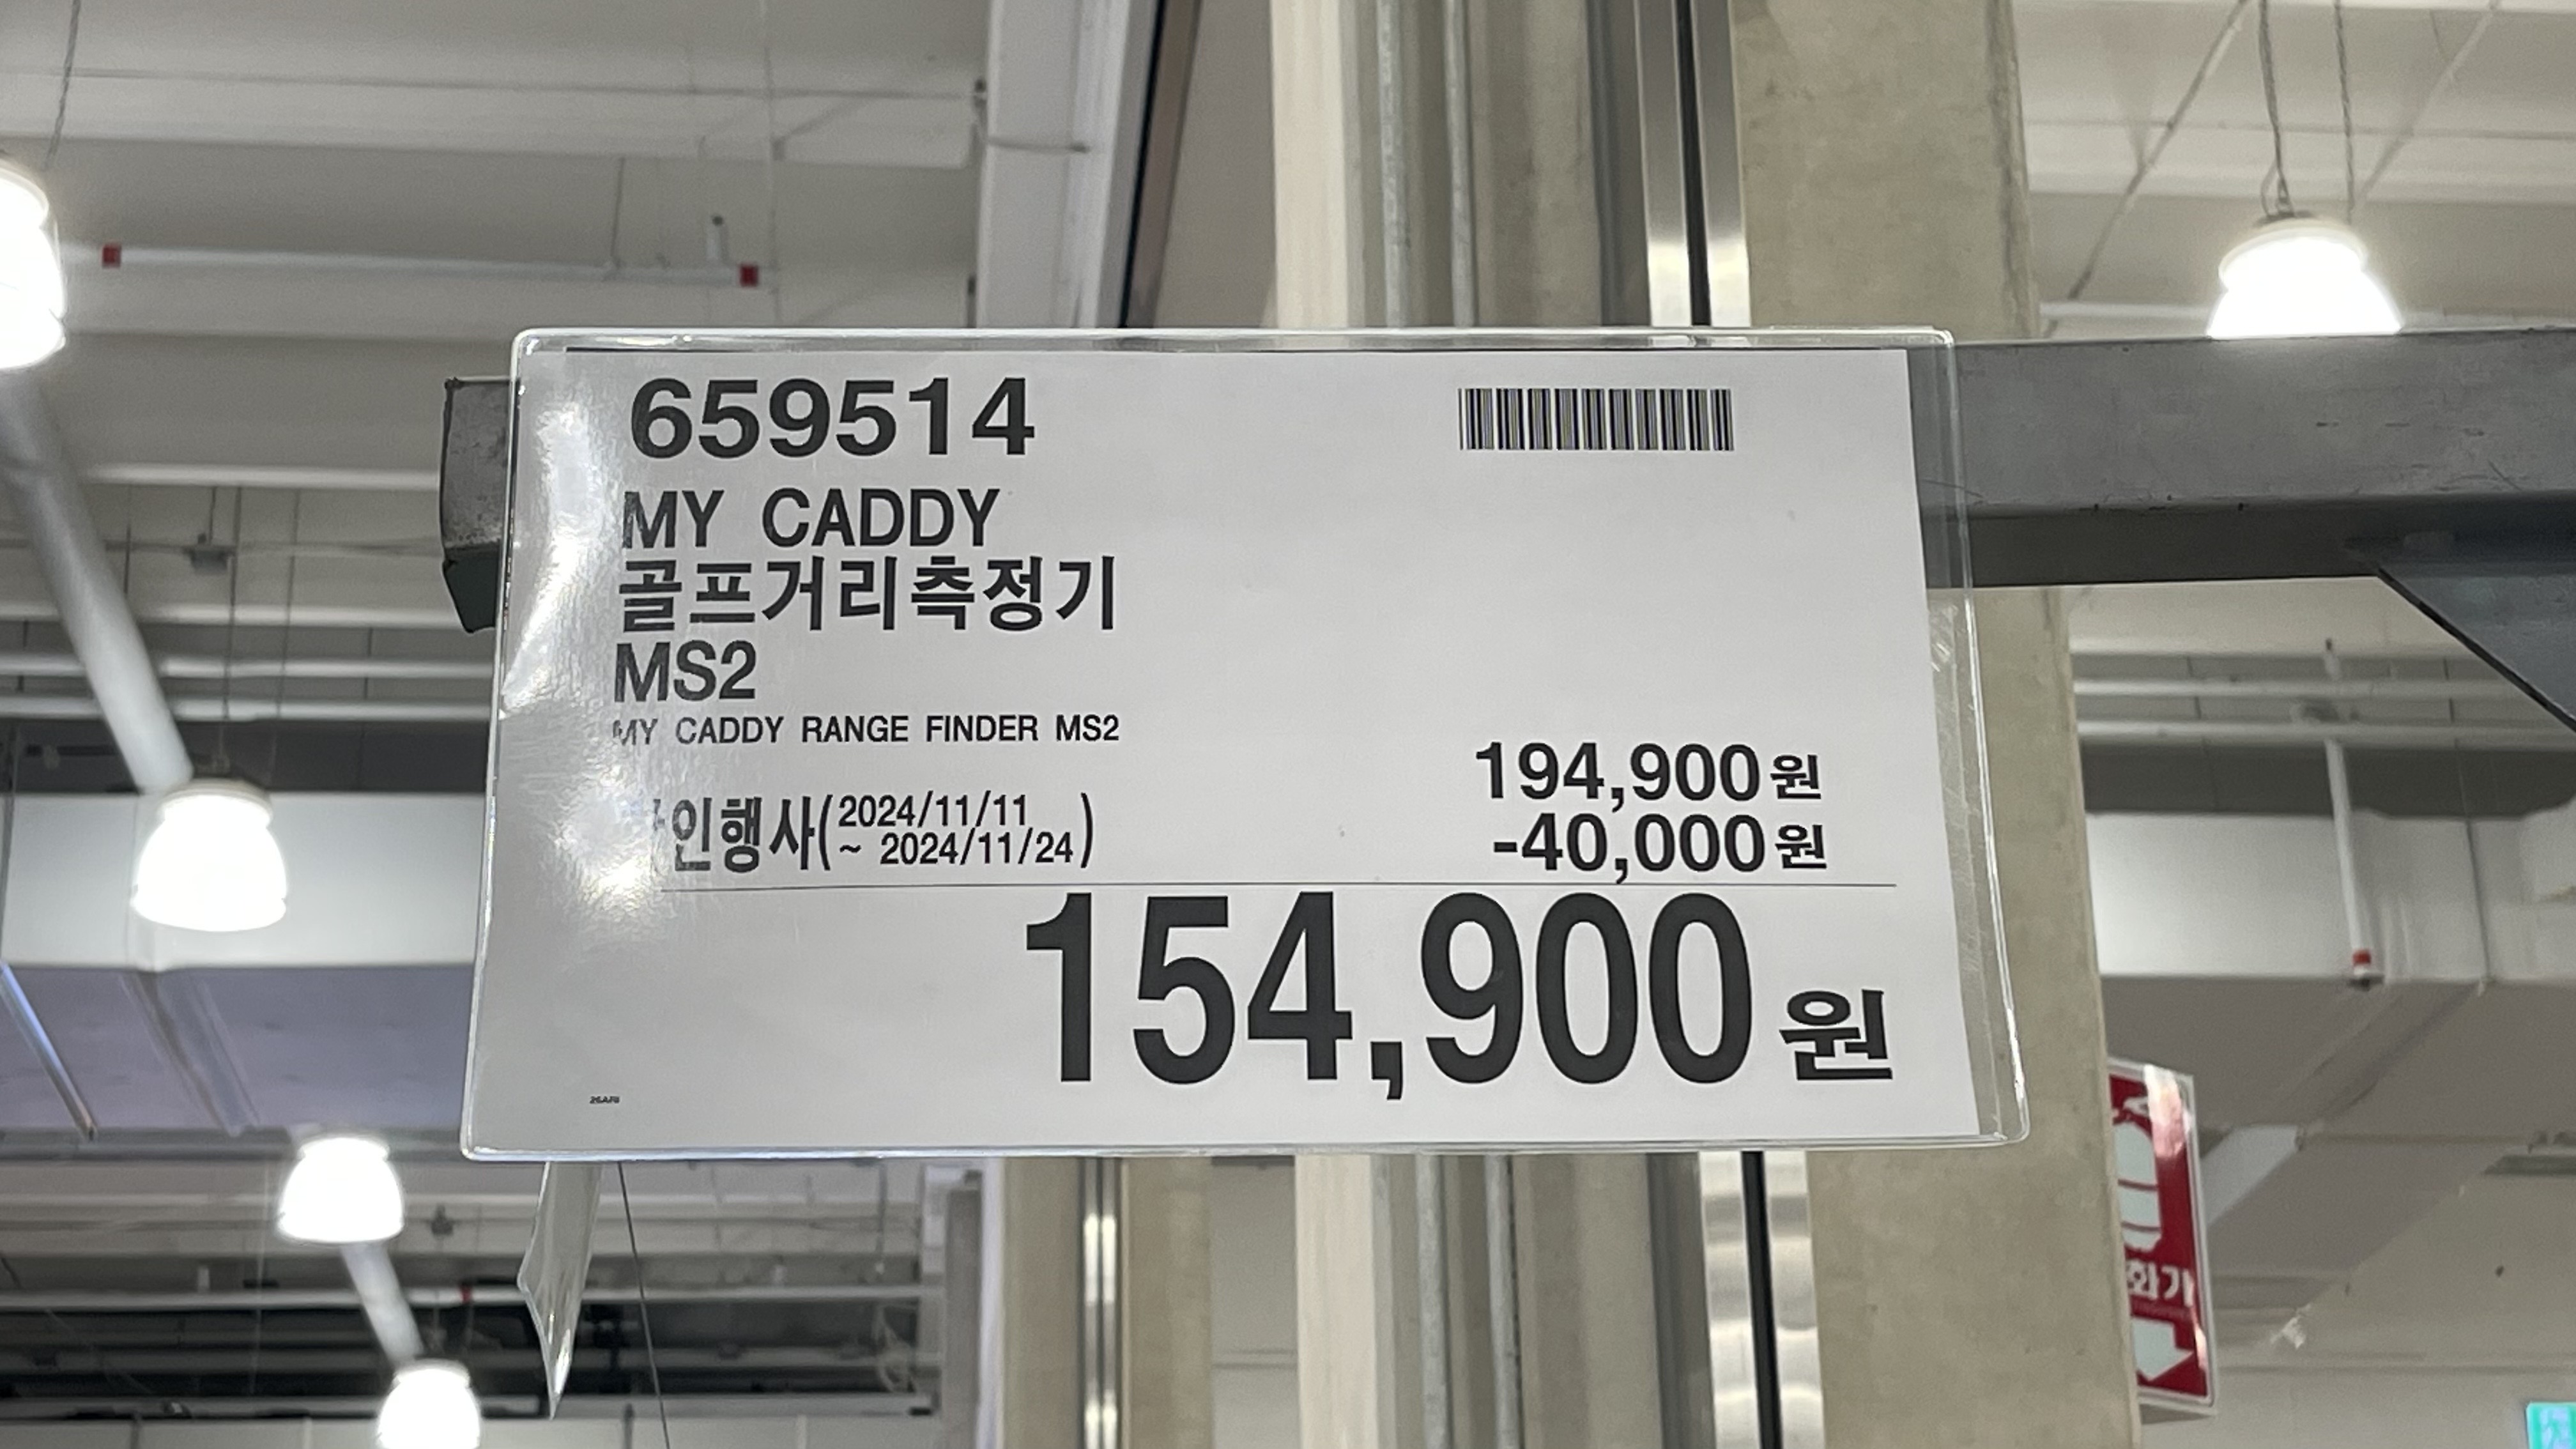 659514
MY CADDY
골프거리측정기
MS2
MY CADDY RANGE FINDER MS2
194,900원
할인행사(2024/11/11
~ 2024/11/24)
-40,000원
154,900원